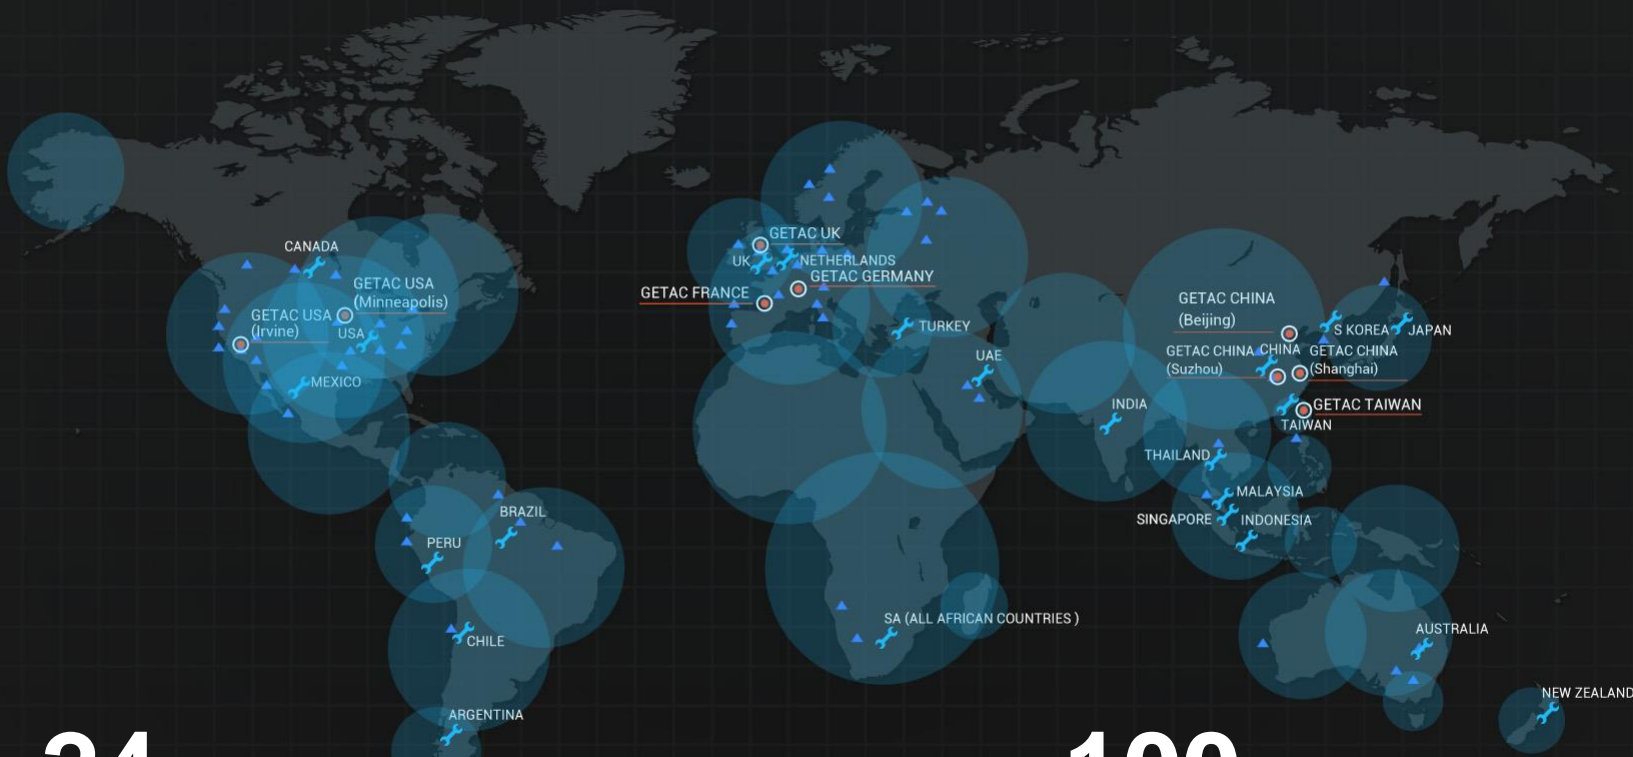 CANADA
GETAC USA
(Minneapolis)
GETAC USA
(Irvine)
USA
MEXICO
BRAZIL
PERU
CHILE
ARGENTINA
GETAC UK
UK
NETHERLANDS
GETAC GERMANY
GETAC FRANCE
TURKEY
UAE
SA (ALL AFRICAN COUNTRIES )
INDIA
GETAC CHINA
(Beijing)
S KOREA
JAPAN
GETAC CHINA
(Suzhou)
CHINA
GETAC CHINA
(Shanghai)
GETAC TAIWAN
TAIWAN
THAILAND
MALAYSIA
SINGAPORE
INDONESIA
AUSTRALIA
NEW ZEALAND